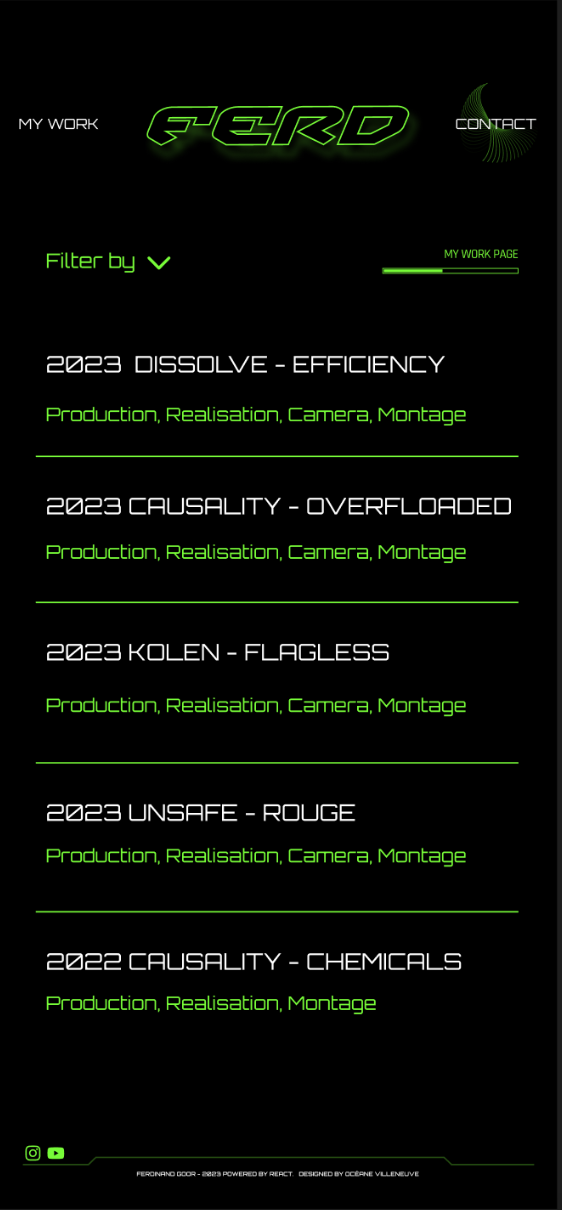 MY WORK
FERD
CONTACT
Filter by
MY WORK PAGE
2023 DISSOLVE - EFFICIENCY
Production, Realisation, Camera, Montage
2023 CAUSALITY - OVERFLOADED
Production, Realisation, Camera, Montage
2023 KOLEN - FLAGLESS
Production, Realisation, Camera, Montage
2023 UNSAFE - ROUGE
Production, Realisation, Camera, Montage
2022 CAUSALITY - CHEMICALS
Production, Realisation, Montage
FERDINAND GOOR - 2023 POWERED BY REACT. DESIGNED BY OCÉANE VILLENEUVE